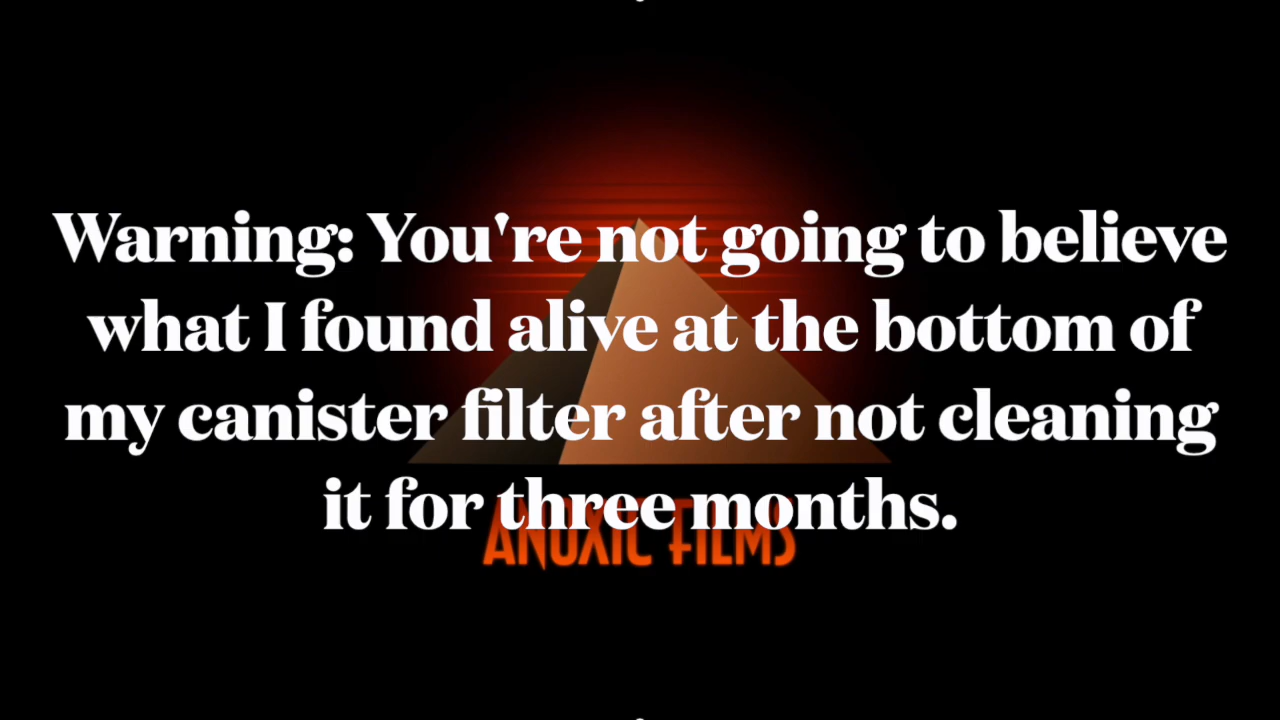 Warning: You're not going to believe
what I found alive at the bottom of
my canister filter after not cleaning
it for three months.
ANOXIC FILMS